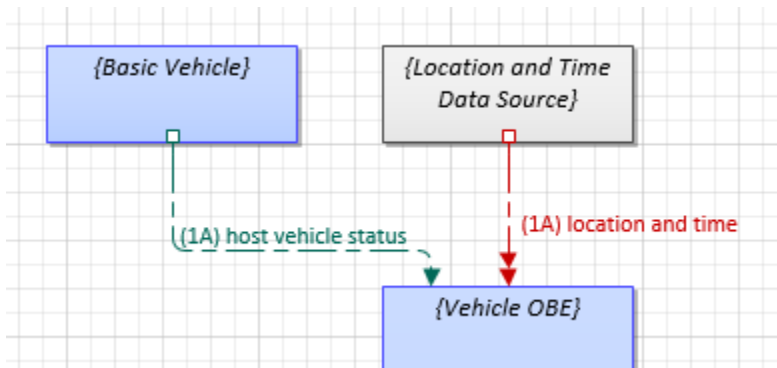 {Basic Vehicle}
{Location and Time
Data Source}
(1A) host vehicle status
(1A) location and time
{Vehicle OBE}